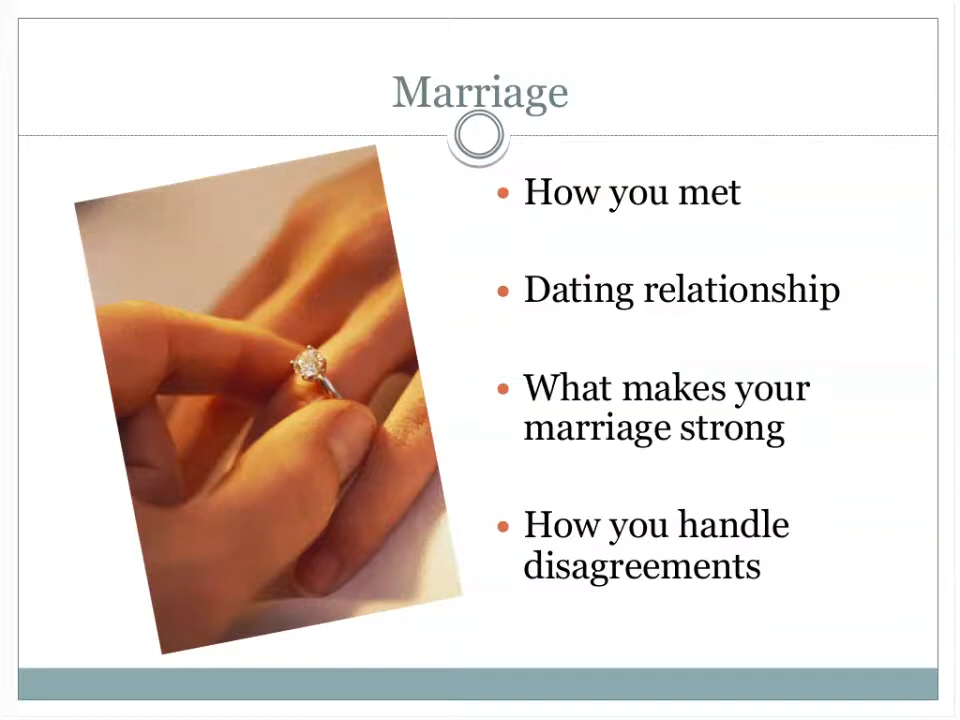 Marriage
• How you met
• Dating relationship
• What makes your
marriage strong
• How you handle
disagreements